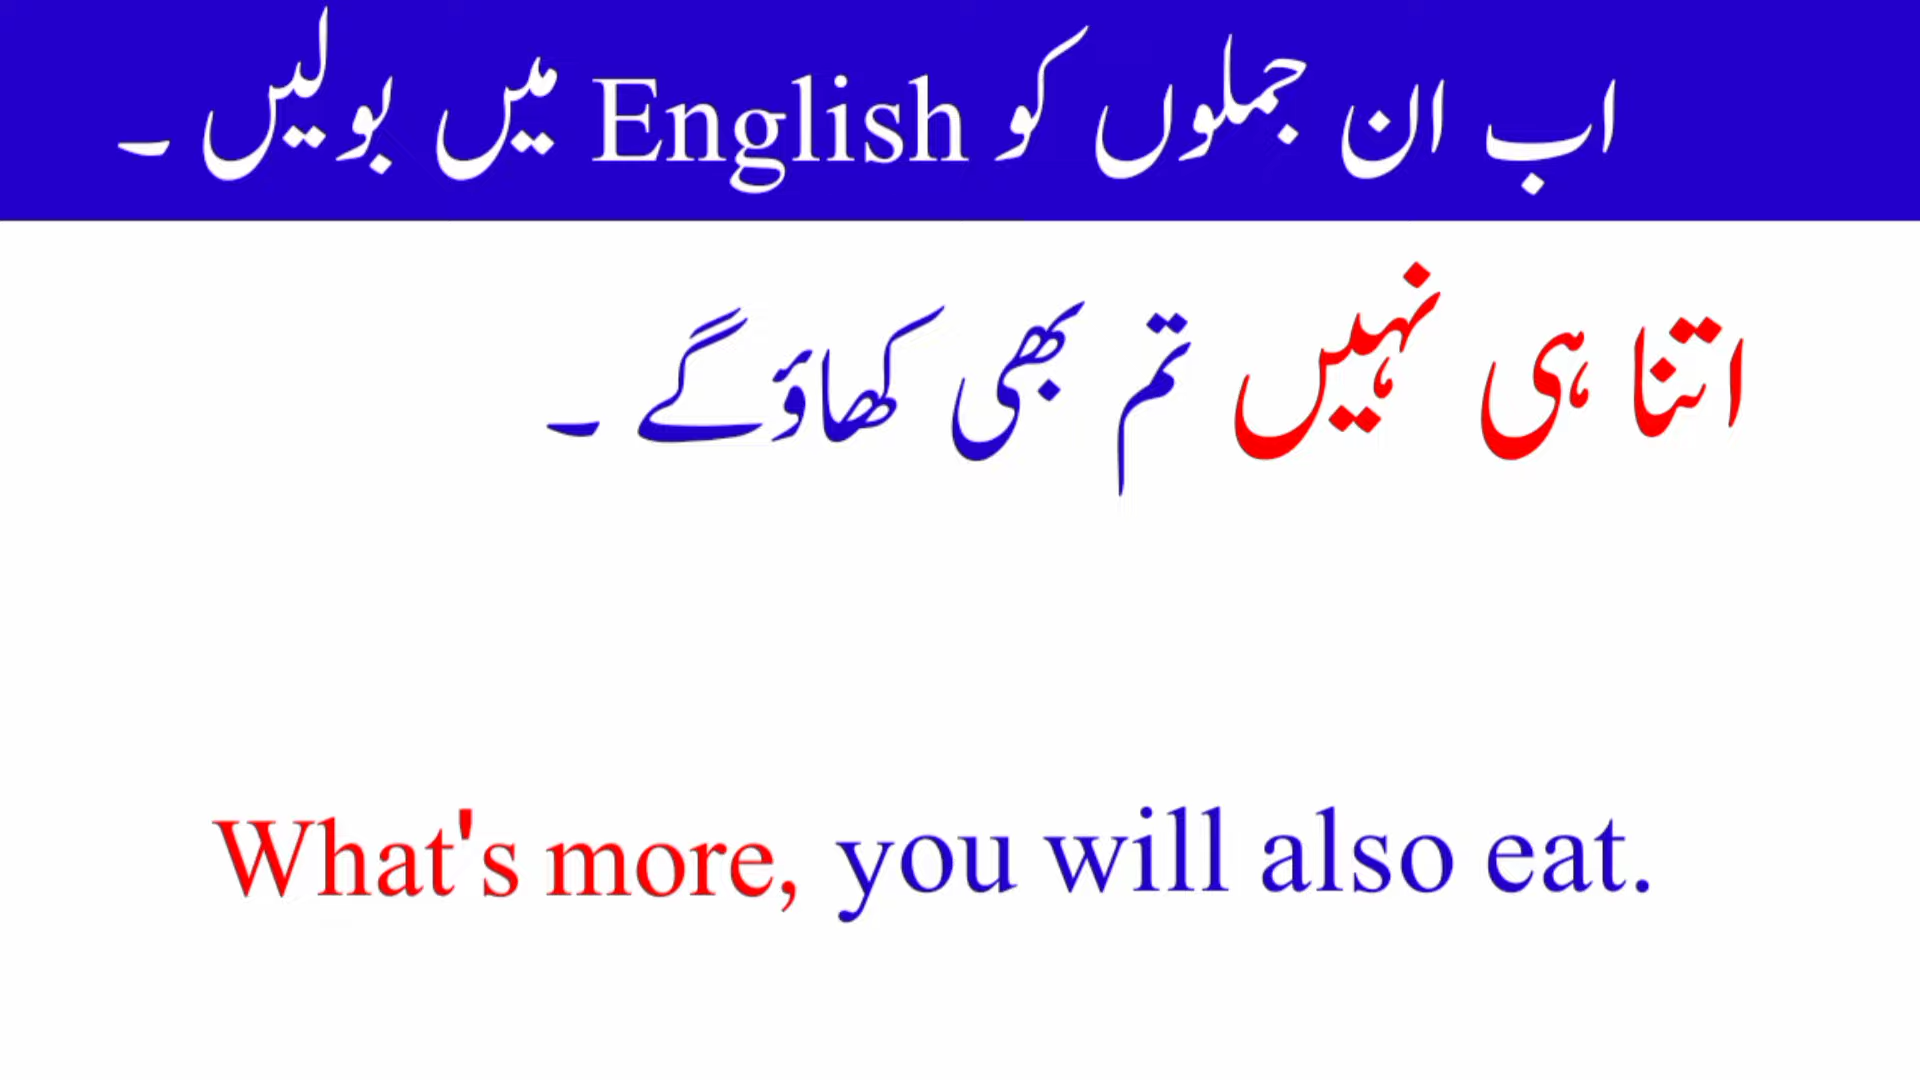 اب ان جملوں کو English میں بولیں ۔
اتنا ہی نہیں تم بھی کھاؤ گے ۔
What's more, you will also eat.